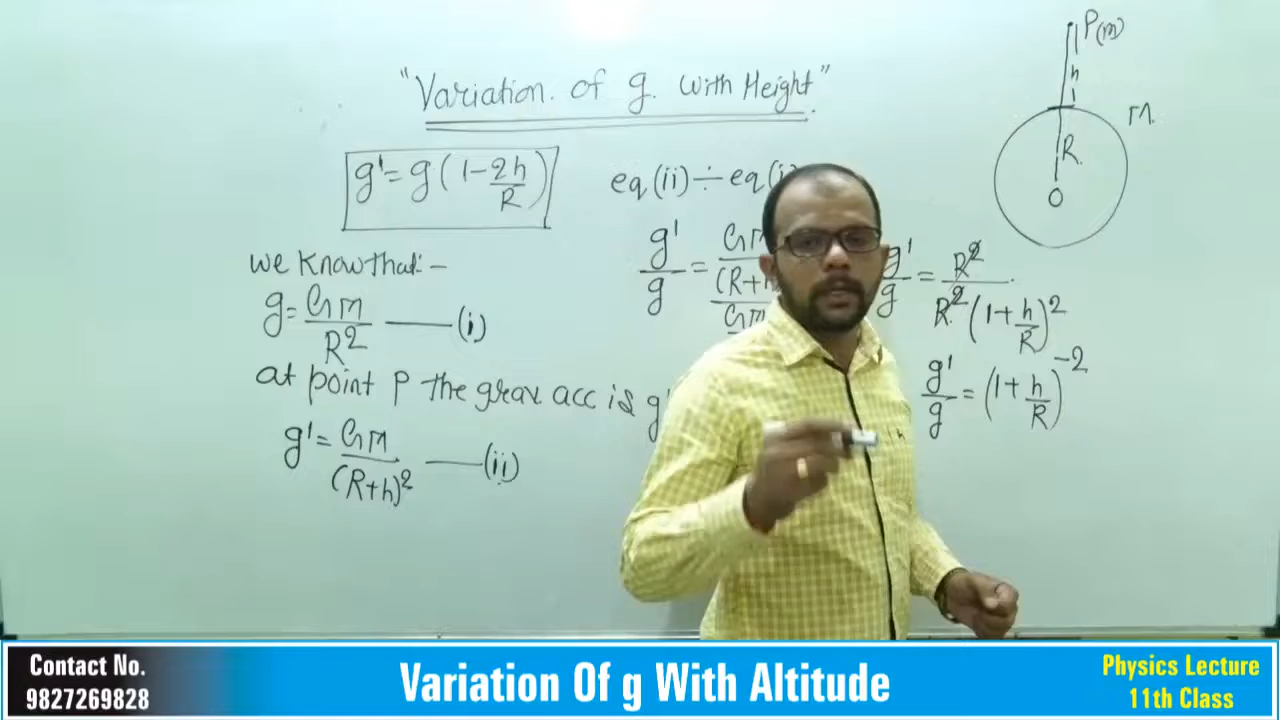 "Variation. of g. With Height"
g' = g(1-2h/R)
we know that:-
g = GM/R² —— (i)
at point P the grav acc is g'
g' = GM/(R+h)² —— (ii)
eq (ii) ÷ eq (i
g'/g =
g'/g = R²/R²(1+h/R)²
g'/g = (1+h/R)⁻²
P(m)
h
M.
R.
O
Contact No.
9827269828
Variation Of g With Altitude
Physics Lecture
11th Class